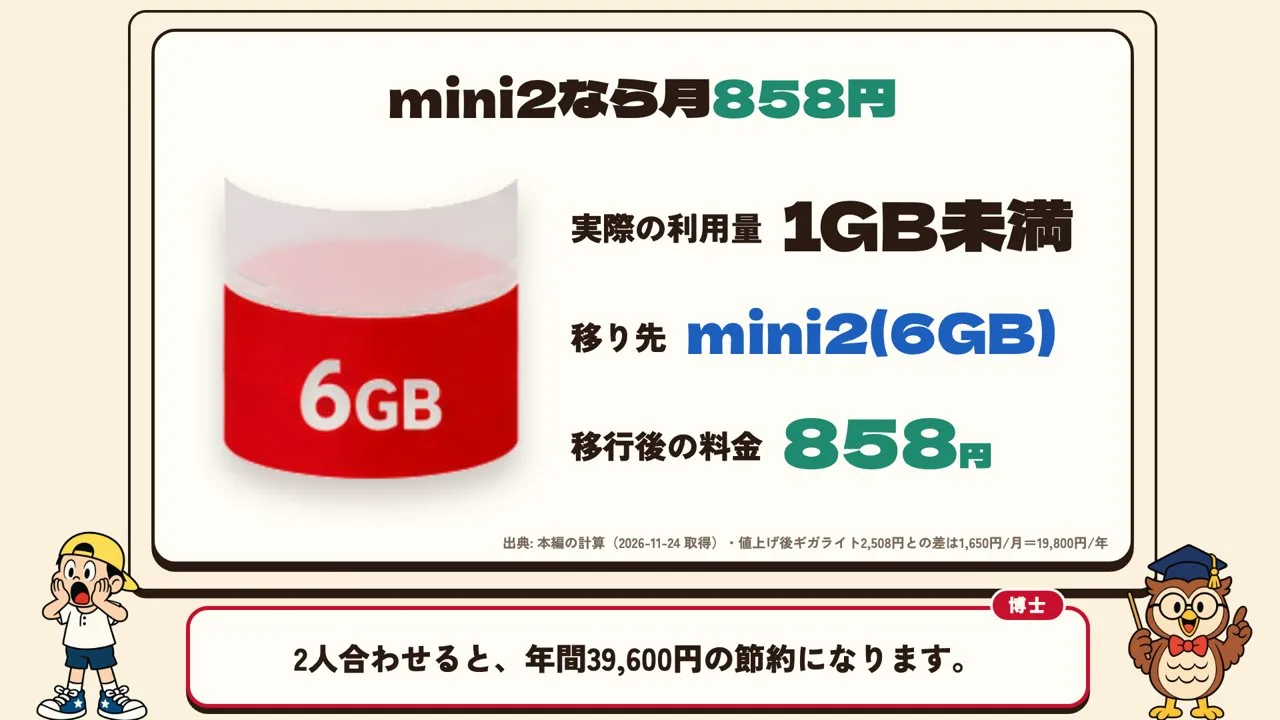 mini2なら月858円
実際の利用量 1GB未満
6GB
移り先 mini2(6GB)
移行後の料金 858円
出典: 本編の計算（2026-11-24 取得）・値上げ後ギガライト2,508円との差は1,650円/月＝19,800円/年
博士
2人合わせると、年間39,600円の節約になります。